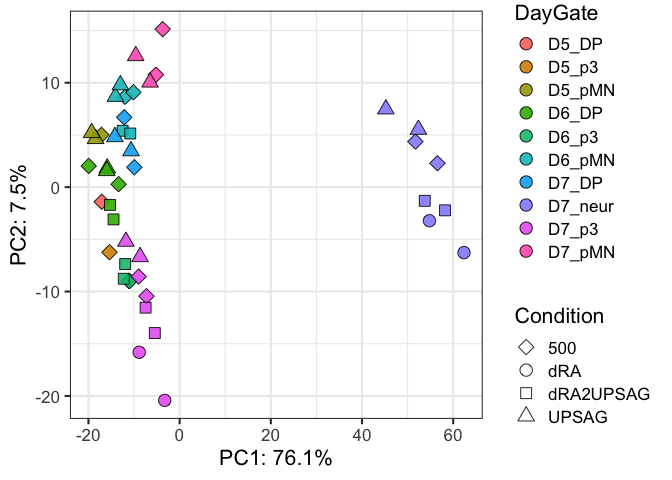 DayGate
D5_DP
D5_p3
D5_pMN
D6_DP
D6_p3
D6_pMN
D7_DP
D7_neur
D7_p3
D7_pMN
Condition
500
dRA
dRA2UPSAG
UPSAG
PC2: 7.5%
10
0
-10
-20
-20 0 20 40 60
PC1: 76.1%